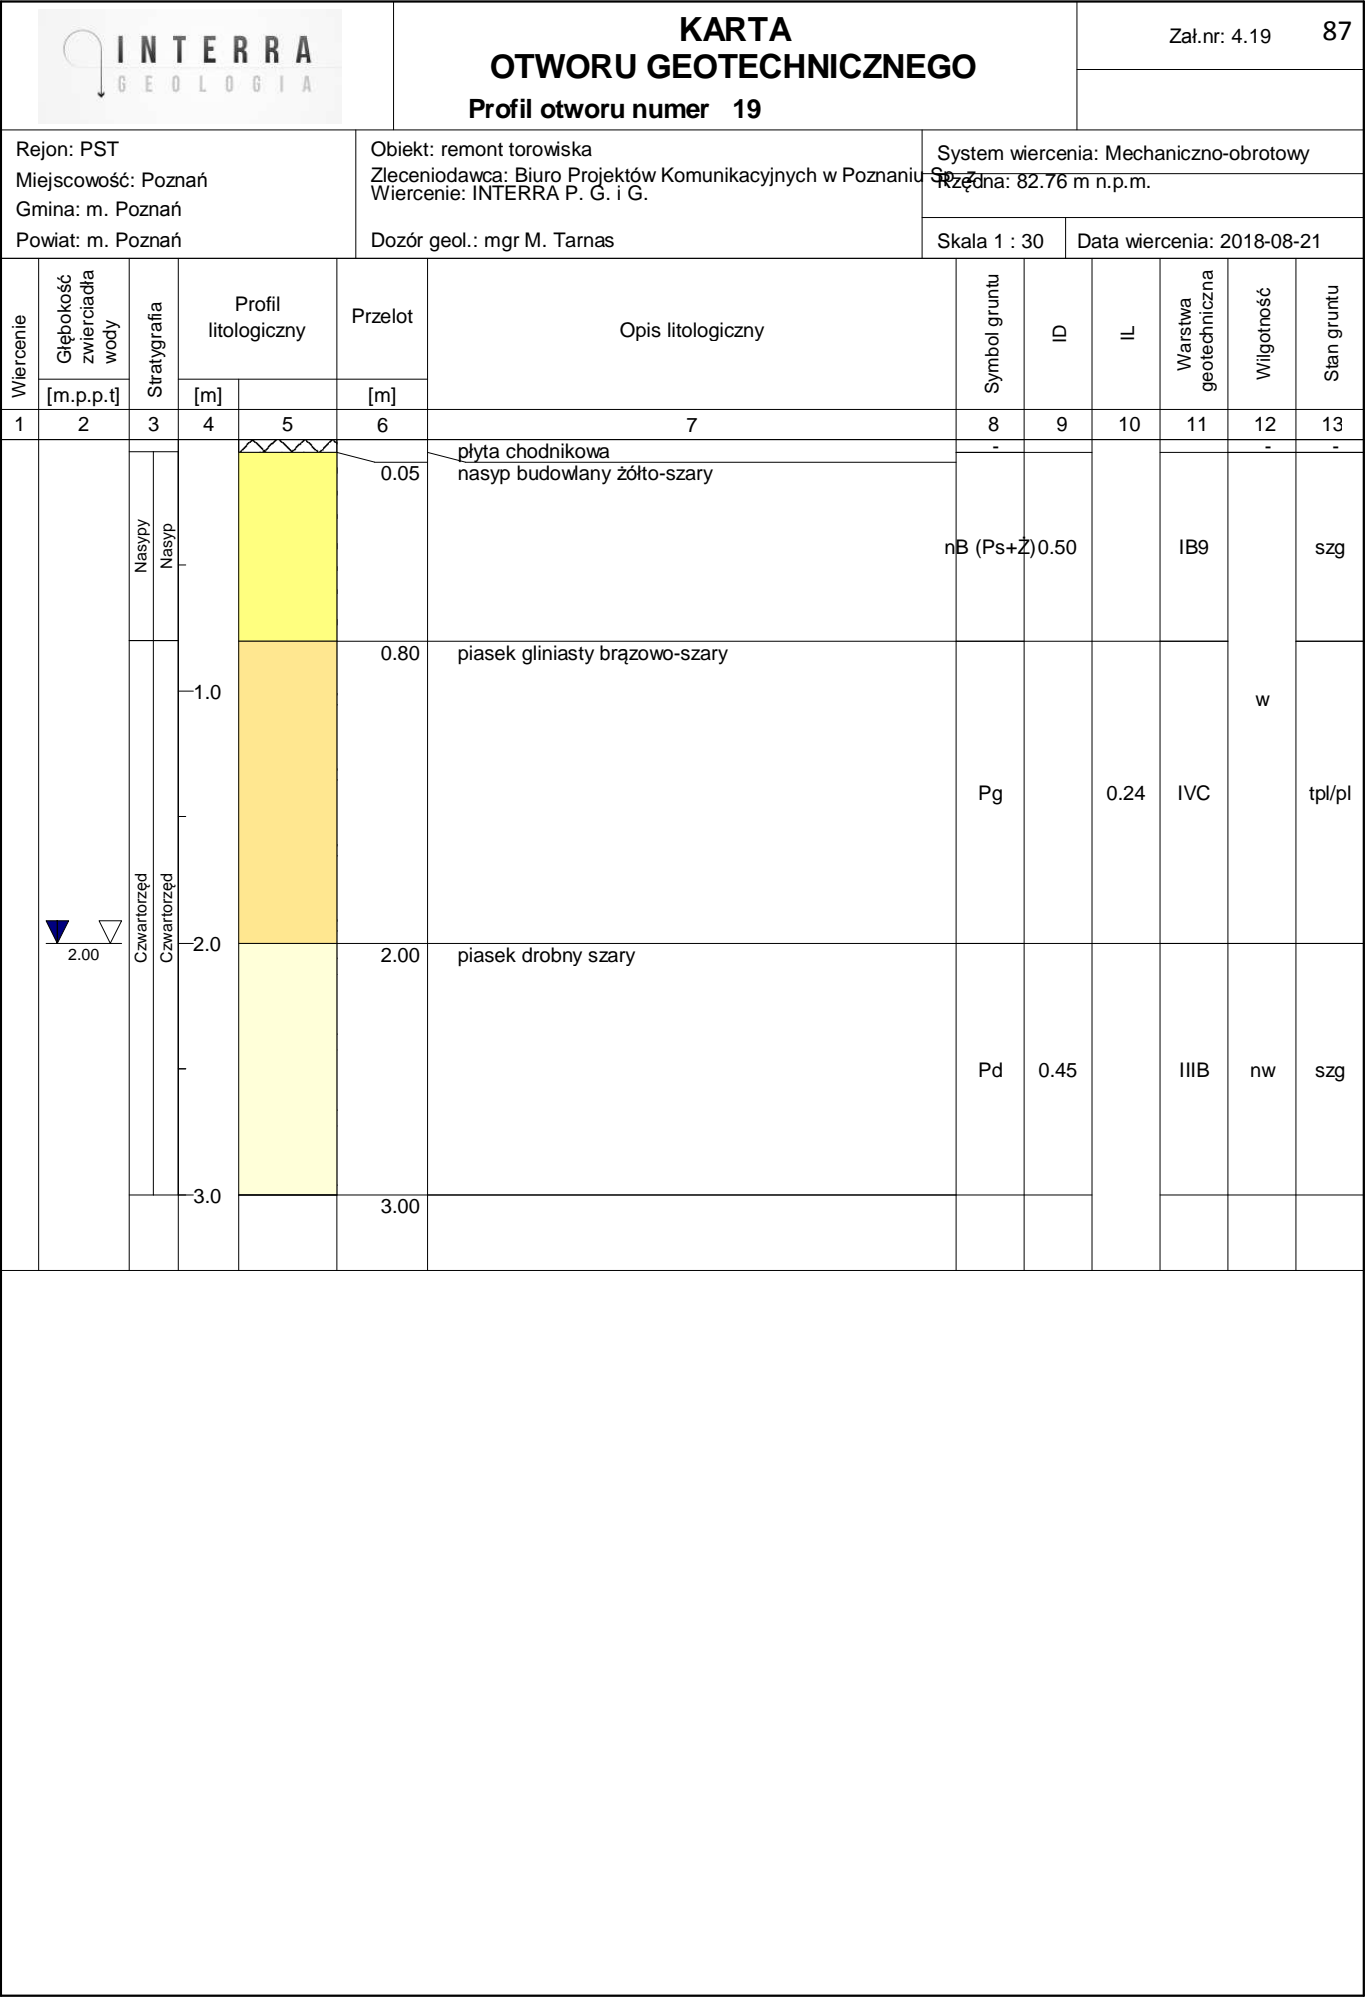 INTERRA
GEOLOGIA
KARTA
OTWORU GEOTECHNICZNEGO
Profil otworu numer 19
Zał.nr: 4.19
87
Rejon: PST
Miejscowość: Poznań
Gmina: m. Poznań
Powiat: m. Poznań
Obiekt: remont torowiska
Zleceniodawca: Biuro Projektów Komunikacyjnych w Poznaniu Sp. z
Wiercenie: INTERRA P. G. i G.
Dozór geol.: mgr M. Tarnas
System wiercenia: Mechaniczno-obrotowy
Rzędna: 82.76 m n.p.m.
Skala 1 : 30
Data wiercenia: 2018-08-21
Wiercenie
Głębokość
zwierciadła
wody
[m.p.p.t]
Stratygrafia
Profil
litologiczny
[m]
Przelot
[m]
Opis litologiczny
Symbol gruntu
ID
IL
Warstwa
geotechniczna
Wilgotność
Stan gruntu
1 2 3 4 5 6 7 8 9 10 11 12 13
płyta chodnikowa - - -
0.05 nasyp budowlany żółto-szary
Nasypy
Nasyp
nB (Ps+Ż) 0.50 IB9 szg
0.80 piasek gliniasty brązowo-szary
1.0
w
Pg 0.24 IVC tpl/pl
Czwartorzęd
Czwartorzęd
2.00
2.0
2.00 piasek drobny szary
Pd 0.45 IIIB nw szg
3.0
3.00